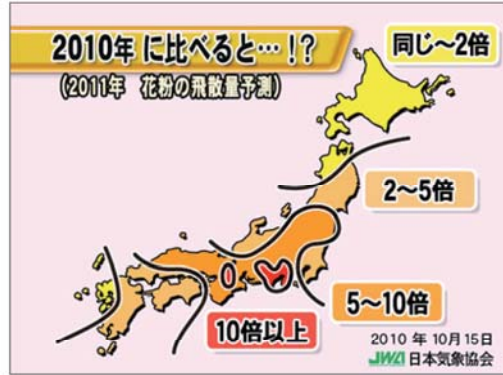 2010年 に比べると…!?
(2011年 花粉の飛散量予測)
同じ～2倍
2～5倍
5～10倍
10倍以上
2010 年 10月15日
JWA 日本気象協会